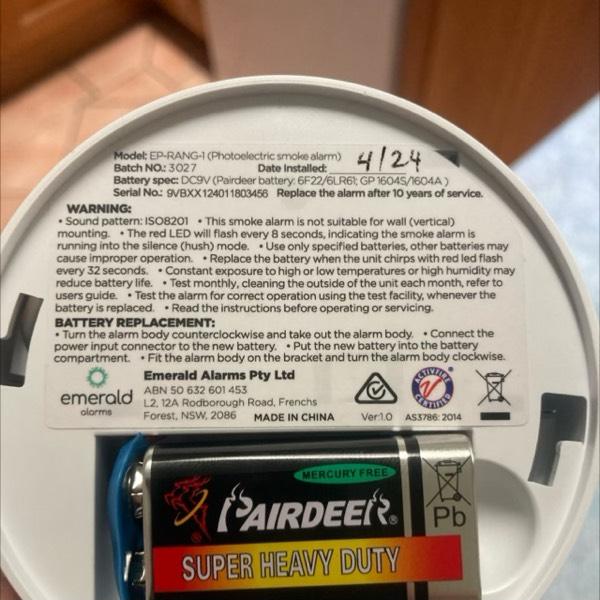 Model: EP-RANG-1 (Photoelectric smoke alarm)
Batch NO.: 3027 Date Installed: 4/24
Battery spec: DC9V (Pairdeer battery: 6F22/6LR61; GP 1604S/1604A)
Serial No.: 9VBXX124011803456 Replace the alarm after 10 years of service.
WARNING:
• Sound pattern: ISO8201 • This smoke alarm is not suitable for wall (vertical)
mounting. • The red LED will flash every 8 seconds, indicating the smoke alarm is
running into the silence (hush) mode. • Use only specified batteries, other batteries may
cause improper operation. • Replace the battery when the unit chirps with red led flash
every 32 seconds. • Constant exposure to high or low temperatures or high humidity may
reduce battery life. • Test monthly, cleaning the outside of the unit each month, refer to
users guide. • Test the alarm for correct operation using the test facility, whenever the
battery is replaced. • Read the instructions before operating or servicing.
BATTERY REPLACEMENT:
• Turn the alarm body counterclockwise and take out the alarm body. • Connect the
power input connector to the new battery. • Put the new battery into the battery
compartment. • Fit the alarm body on the bracket and turn the alarm body clockwise.
emerald
alarms
Emerald Alarms Pty Ltd
ABN 50 632 601 453
L2, 12A Rodborough Road, Frenchs
Forest, NSW, 2086 MADE IN CHINA Ver:1.0
ACTIVFIRE
CERTIFIED
AS3786: 2014
MERCURY FREE
PAIRDEER®
Pb
SUPER HEAVY DUTY